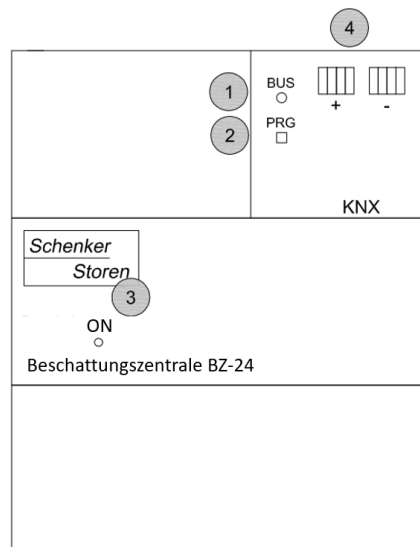 4
1
BUS
+
-
2
PRG
KNX
Schenker
Storen
3
ON
Beschattungszentrale BZ-24